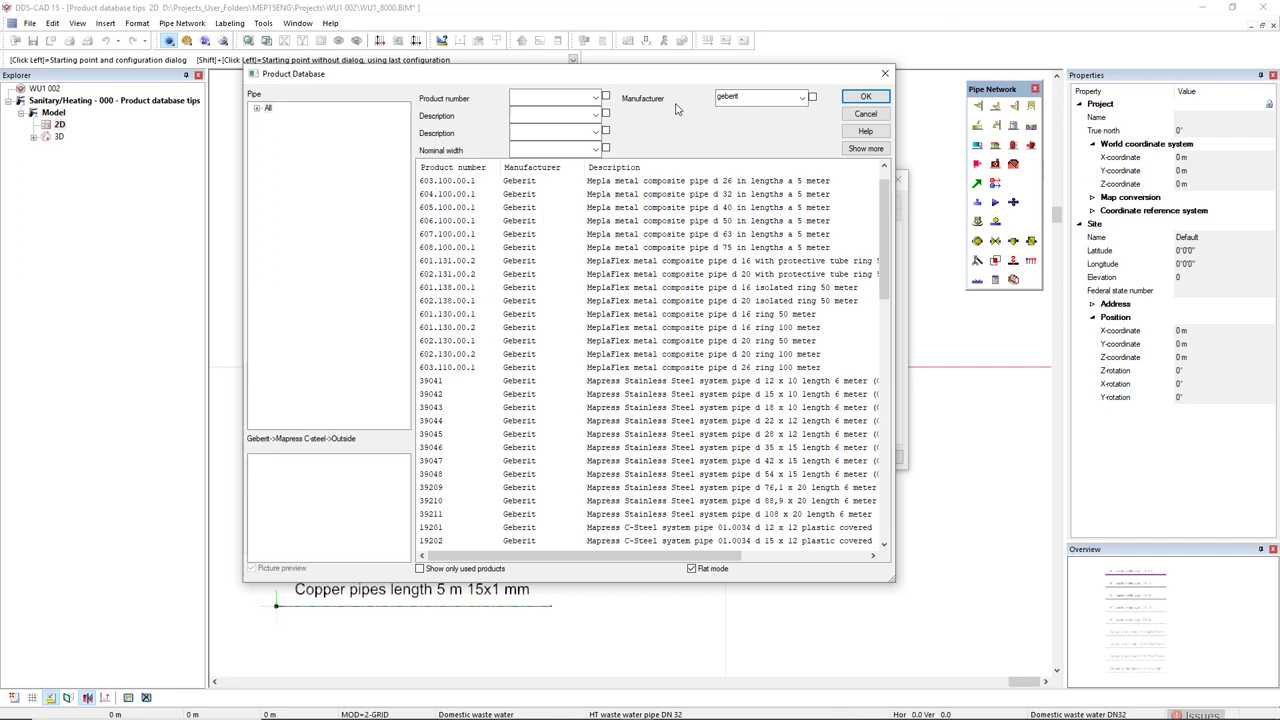 DDS-CAD 15 - [Product database tips 2D D:\Projects_User_Folders\MEP15ENG\Projects\WU1 002\WU1_8000.BIM* ]
File Edit View Insert Format Pipe Network Labeling Tools Window Help
[Click Left]=Starting point and configuration dialog [Shift]+[Click Left]=Starting point without dialog, using last configuration
Explorer
WU1 002
Sanitary/Heating - 000 - Product database tips
Model
2D
3D
Product Database
Pipe
All
Geberit->Mapress C-steel->Outside
Picture preview
Product number
Description
Description
Nominal width
Manufacturer
geberit
OK
Cancel
Help
Show more
Product number Manufacturer Description
603.100.00.1 Geberit Mepla metal composite pipe d 26 in lengths a 5 meter
604.100.00.1 Geberit Mepla metal composite pipe d 32 in lengths a 5 meter
605.100.00.1 Geberit Mepla metal composite pipe d 40 in lengths a 5 meter
606.100.00.1 Geberit Mepla metal composite pipe d 50 in lengths a 5 meter
607.100.00.1 Geberit Mepla metal composite pipe d 63 in lengths a 5 meter
608.100.00.1 Geberit Mepla metal composite pipe d 75 in lengths a 5 meter
601.131.00.2 Geberit MeplaFlex metal composite pipe d 16 with protective tube ring 5
602.131.00.2 Geberit MeplaFlex metal composite pipe d 20 with protective tube ring 5
601.138.00.1 Geberit MeplaFlex metal composite pipe d 16 isolated ring 50 meter
602.138.00.1 Geberit MeplaFlex metal composite pipe d 20 isolated ring 50 meter
601.130.00.1 Geberit MeplaFlex metal composite pipe d 16 ring 50 meter
601.130.00.2 Geberit MeplaFlex metal composite pipe d 16 ring 100 meter
602.130.00.1 Geberit MeplaFlex metal composite pipe d 20 ring 50 meter
602.130.00.2 Geberit MeplaFlex metal composite pipe d 20 ring 100 meter
603.110.00.1 Geberit MeplaFlex metal composite pipe d 26 ring 100 meter
39041 Geberit Mapress Stainless Steel system pipe d 12 x 10 length 6 meter (
39042 Geberit Mapress Stainless Steel system pipe d 15 x 10 length 6 meter (
39043 Geberit Mapress Stainless Steel system pipe d 18 x 10 length 6 meter (
39044 Geberit Mapress Stainless Steel system pipe d 22 x 12 length 6 meter (
39045 Geberit Mapress Stainless Steel system pipe d 28 x 12 length 6 meter (
39046 Geberit Mapress Stainless Steel system pipe d 35 x 15 length 6 meter (
39047 Geberit Mapress Stainless Steel system pipe d 42 x 15 length 6 meter (
39048 Geberit Mapress Stainless Steel system pipe d 54 x 15 length 6 meter (
39209 Geberit Mapress Stainless Steel system pipe d 76,1 x 20 length 6 meter
39210 Geberit Mapress Stainless Steel system pipe d 88,9 x 20 length 6 meter
39211 Geberit Mapress Stainless Steel system pipe d 108 x 20 length 6 meter
19201 Geberit Mapress C-Steel system pipe 01.0034 d 12 x 12 plastic covered
19202 Geberit Mapress C-Steel system pipe 01.0034 d 15 x 12 plastic covered
Show only used products
Flat mode
Copper pipes length 5 m 15x1 mm
Pipe Network
Properties
Property Value
Project
Name
True north 0°
World coordinate system
X-coordinate 0 m
Y-coordinate 0 m
Z-coordinate 0 m
Map conversion
Coordinate reference system
Site
Name Default
Latitude 0°0'0"
Longitude 0°0'0"
Elevation 0
Federal state number
Address
Position
X-coordinate 0 m
Y-coordinate 0 m
Z-coordinate 0 m
X-rotation 0°
X-rotation 0°
Y-rotation 0°
Overview
0 m 0 m 0 m MOD=2-GRID Domestic waste water HT waste water pipe DN 32 Hor 0.0 Ver 0.0 Domestic waste water DN32 Issues